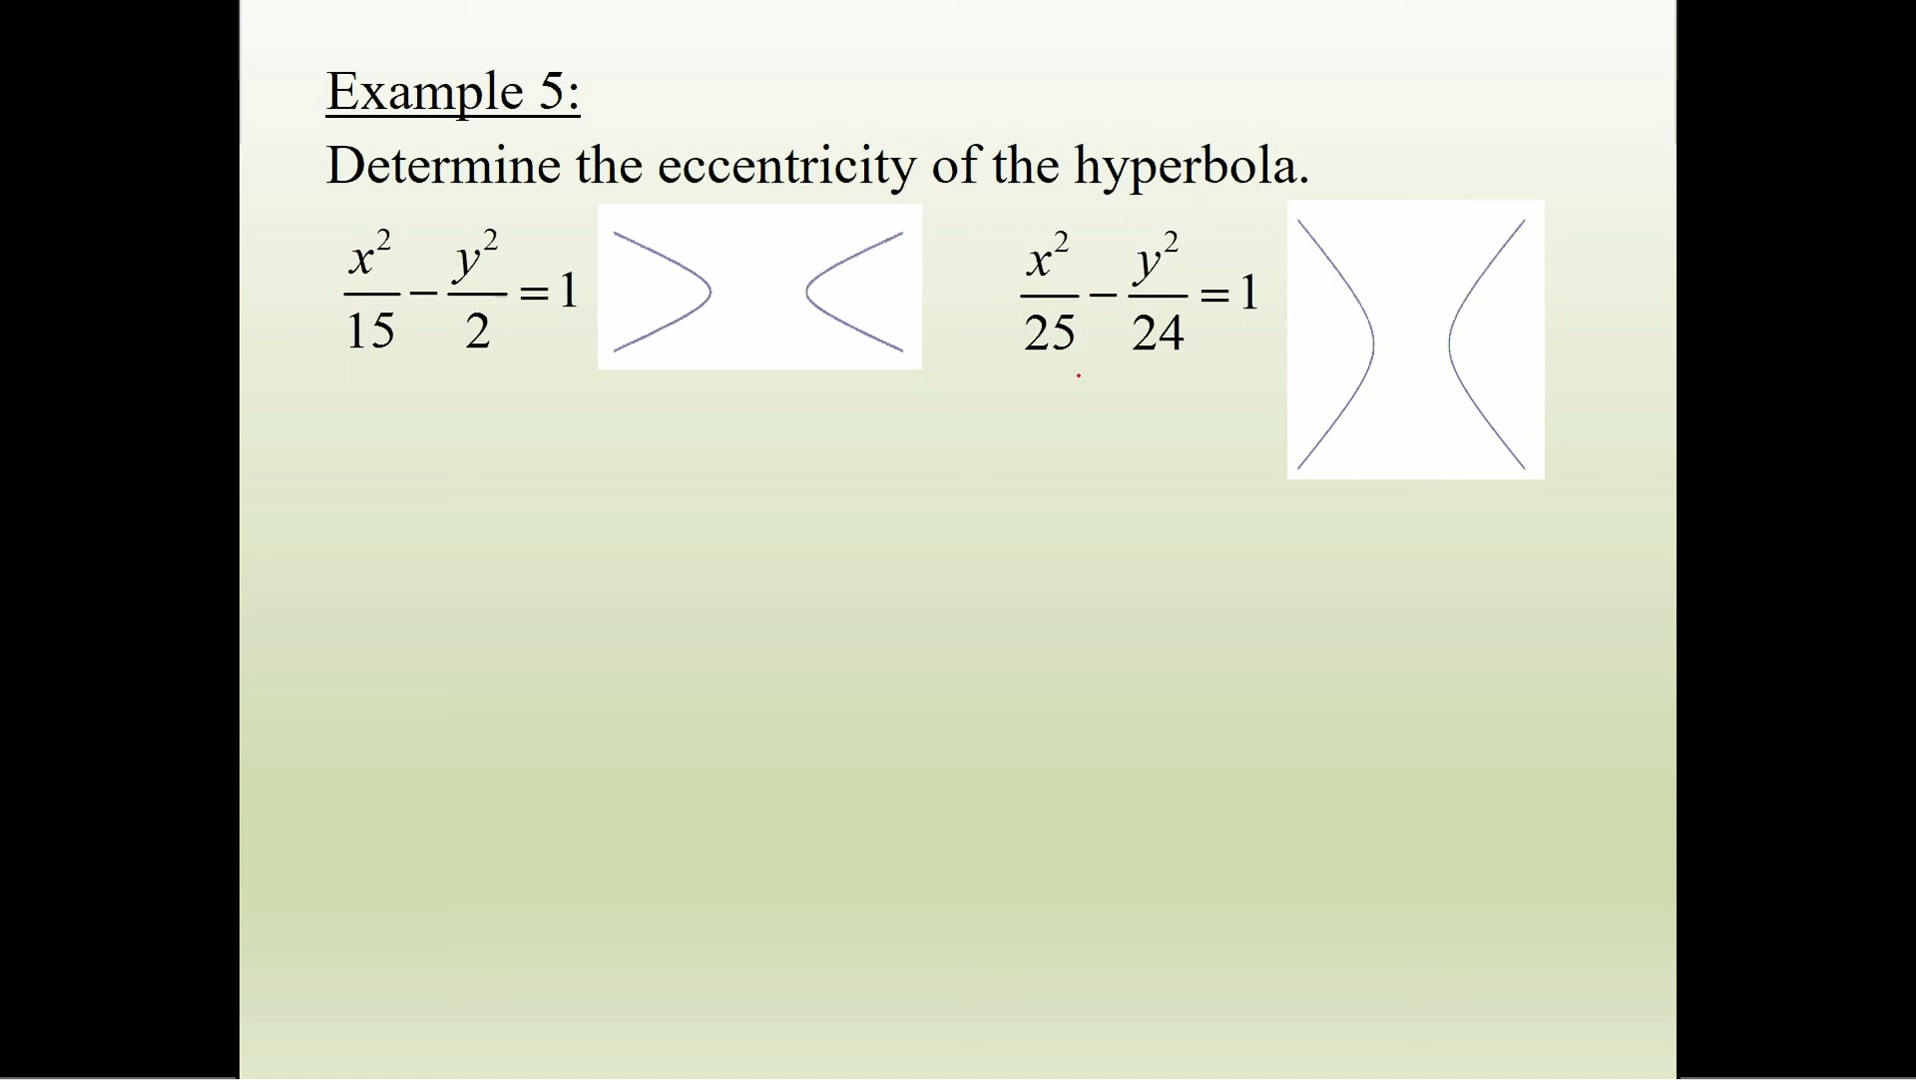 Example 5:
Determine the eccentricity of the hyperbola.
x²/15 − y²/2 = 1
x²/25 − y²/24 = 1